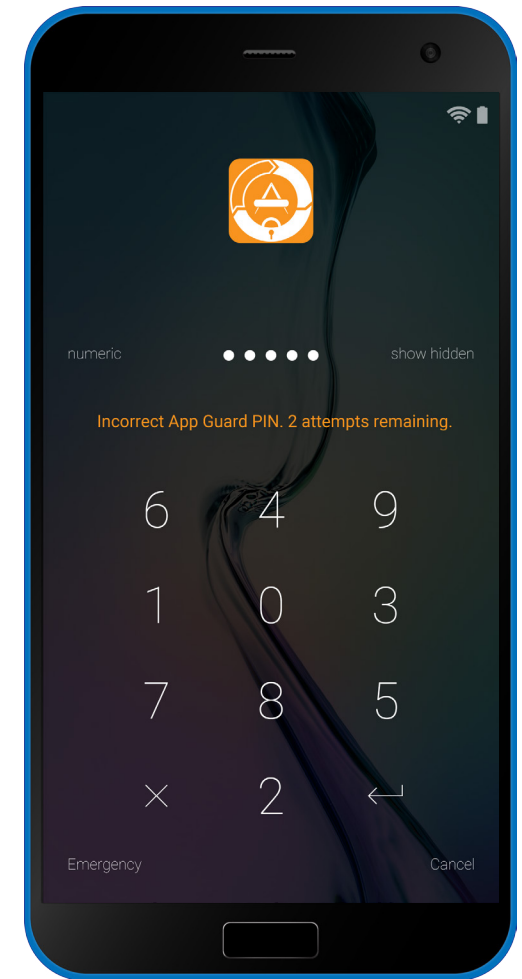 numeric
show hidden
Incorrect App Guard PIN. 2 attempts remaining.
6 4 9
1 0 3
7 8 5
2
Emergency
Cancel